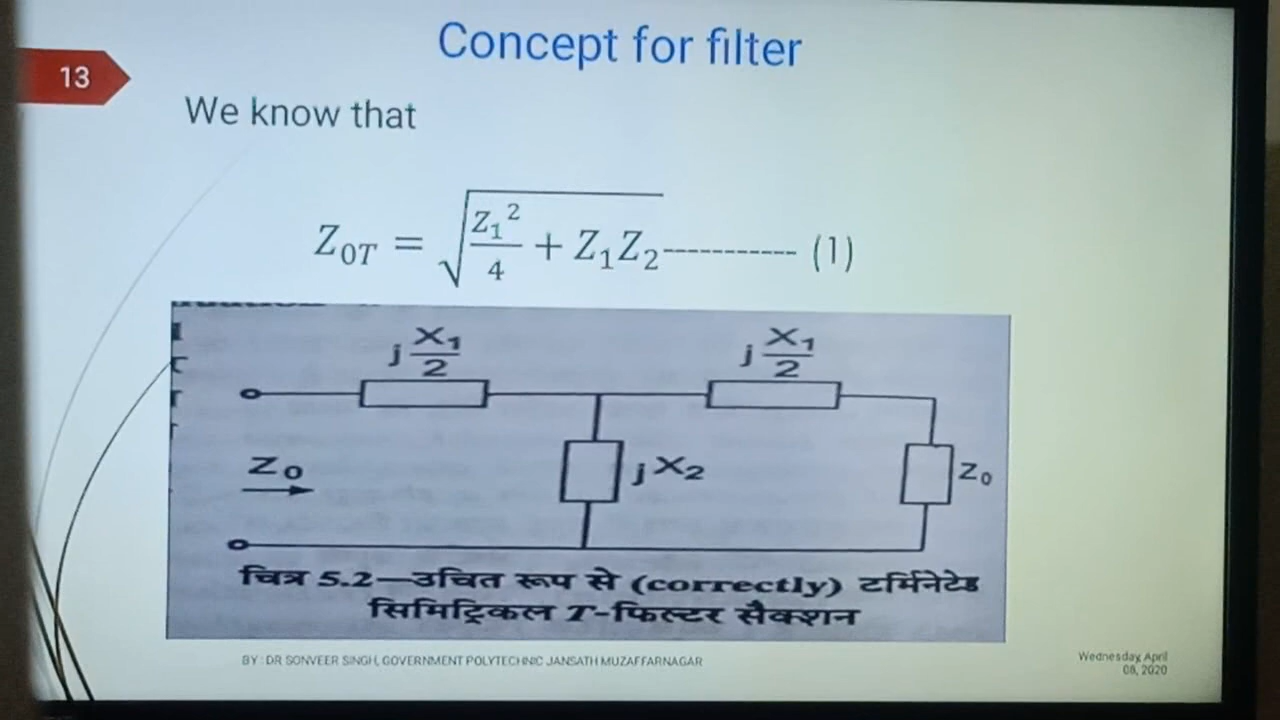 Concept for filter
13
We know that
Z₀T = √(Z₁²/4 + Z₁Z₂) ----------- (1)
j X₁/2
j X₁/2
Z₀
j X₂
Z₀
चित्र 5.2—उचित रूप से (correctly) टर्मिनेटेड
सिमिट्रिकल T-फिल्टर सैक्शन
BY : DR SONVEER SINGH, GOVERNMENT POLYTECHNIC JANSATH MUZAFFARNAGAR
Wednesday, April
08, 2020